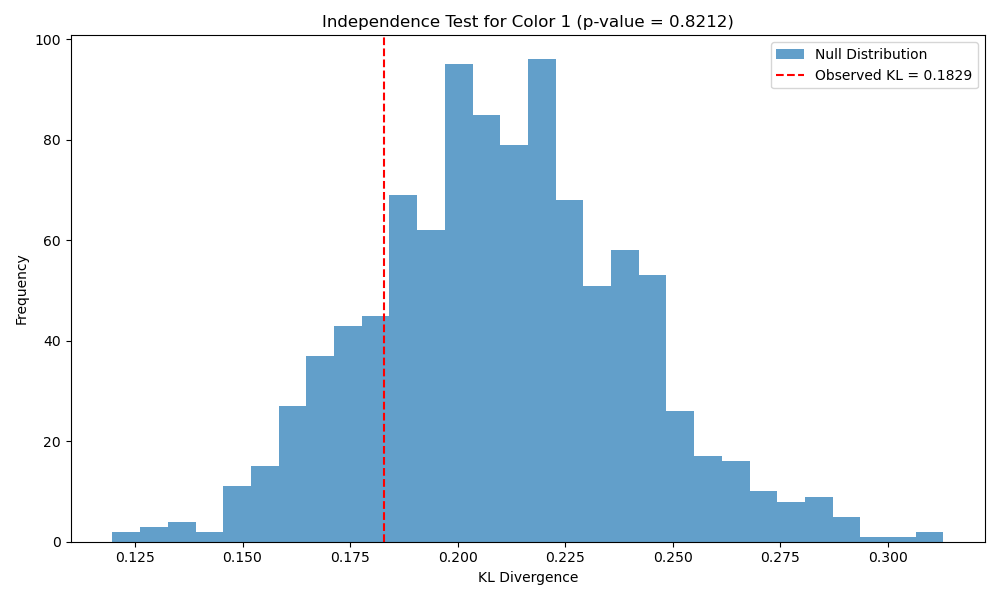 Independence Test for Color 1 (p-value = 0.8212)
Null Distribution
Observed KL = 0.1829
100
80
60
40
20
0
Frequency
0.125 0.150 0.175 0.200 0.225 0.250 0.275 0.300
KL Divergence